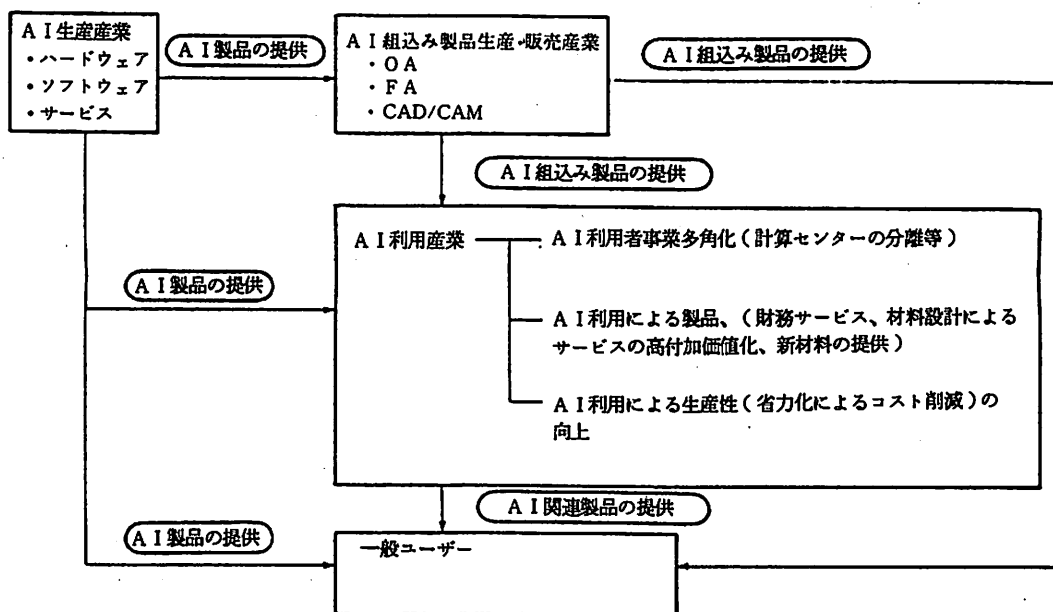 AI生産産業
・ハードウェア
・ソフトウェア
・サービス
AI製品の提供
AI組込み製品生産・販売産業
・OA
・FA
・CAD/CAM
AI組込み製品の提供
AI組込み製品の提供
AI利用産業
AI利用者事業多角化(計算センターの分離等)
AI製品の提供
AI利用による製品、(財務サービス、材料設計による
サービスの高付加価値化、新材料の提供)
AI利用による生産性(省力化によるコスト削減)の
向上
AI関連製品の提供
AI製品の提供
一般ユーザー